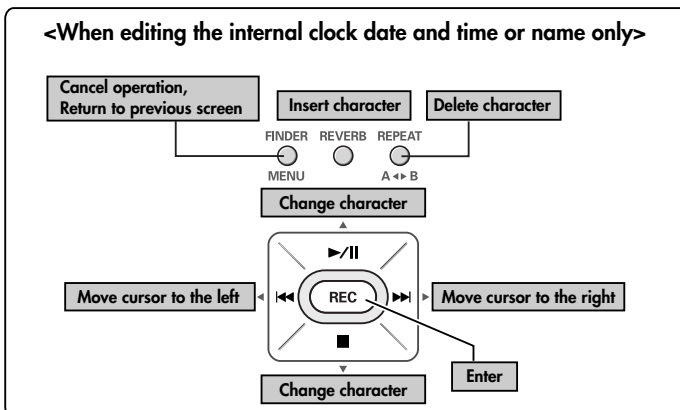 <When editing the internal clock date and time or name only>
Cancel operation,
Return to previous screen
Insert character
Delete character
FINDER REVERB REPEAT
MENU A ◂▸ B
Change character
Move cursor to the left
REC
Move cursor to the right
Enter
Change character